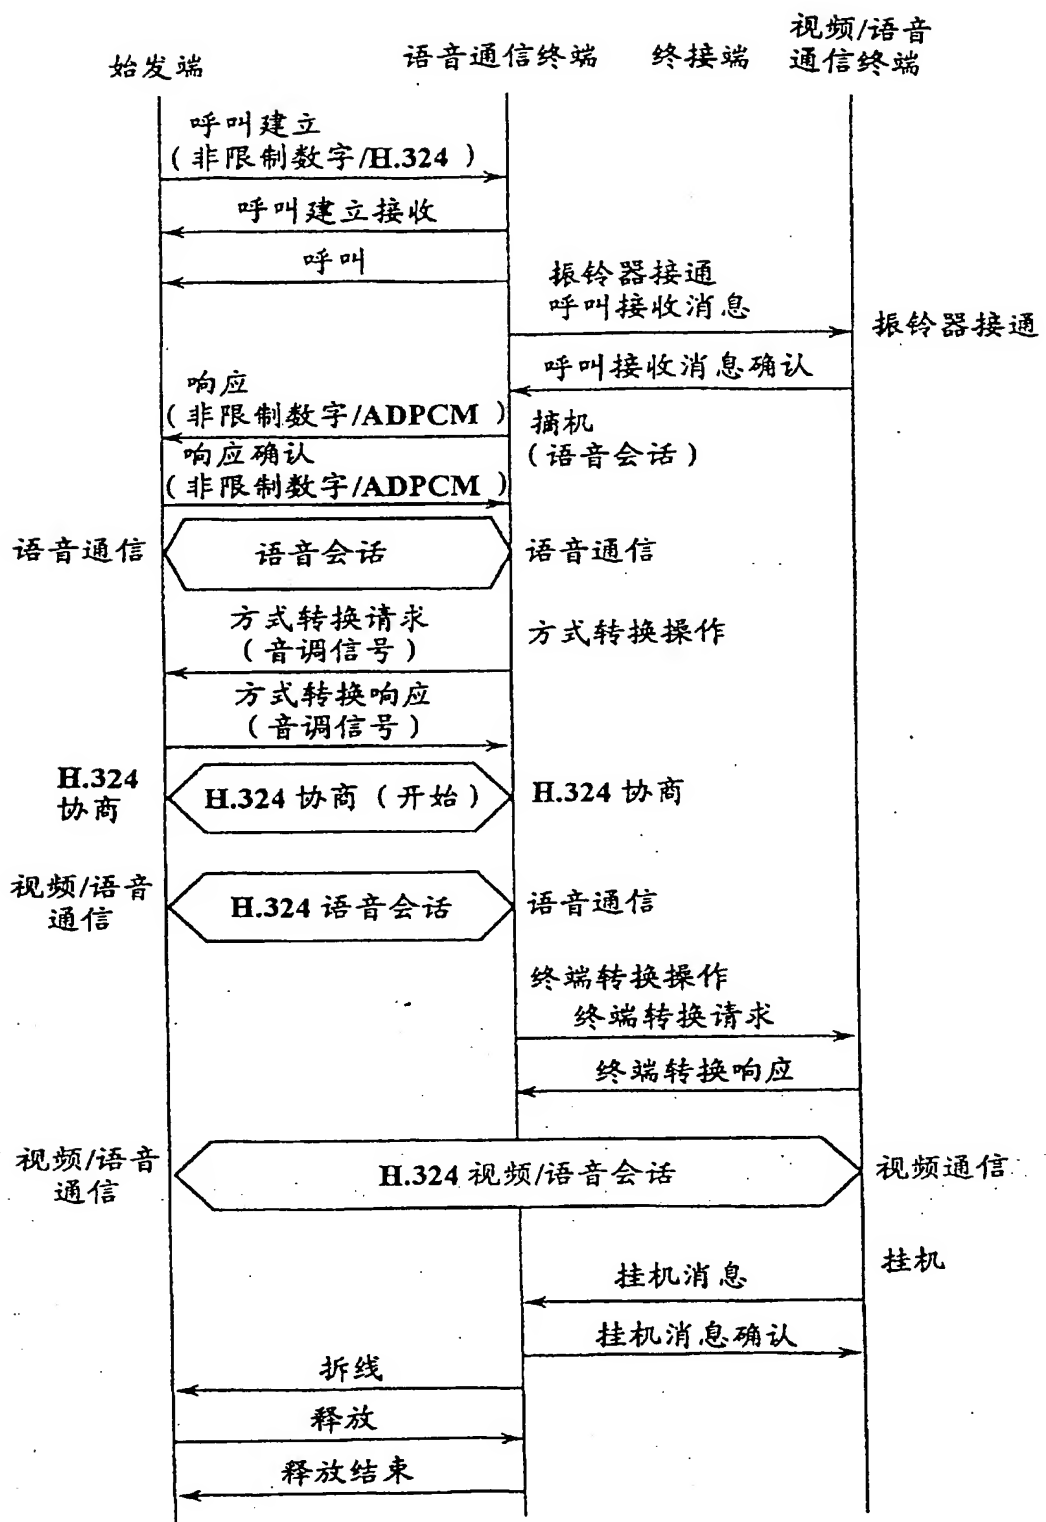 始发端
语音通信终端
终接端
视频/语音
通信终端
呼叫建立
(非限制数字/H.324)
呼叫建立接收
呼叫
振铃器接通
呼叫接收消息
振铃器接通
呼叫接收消息确认
响应
(非限制数字/ADPCM)
摘机
(语音会话)
响应确认
(非限制数字/ADPCM)
语音通信
语音会话
语音通信
方式转换请求
(音调信号)
方式转换操作
方式转换响应
(音调信号)
H.324
协商
H.324 协商(开始)
H.324 协商
视频/语音
通信
H.324 语音会话
语音通信
终端转换操作
终端转换请求
终端转换响应
视频/语音
通信
H.324 视频/语音会话
视频通信
挂机
挂机消息
挂机消息确认
拆线
释放
释放结束